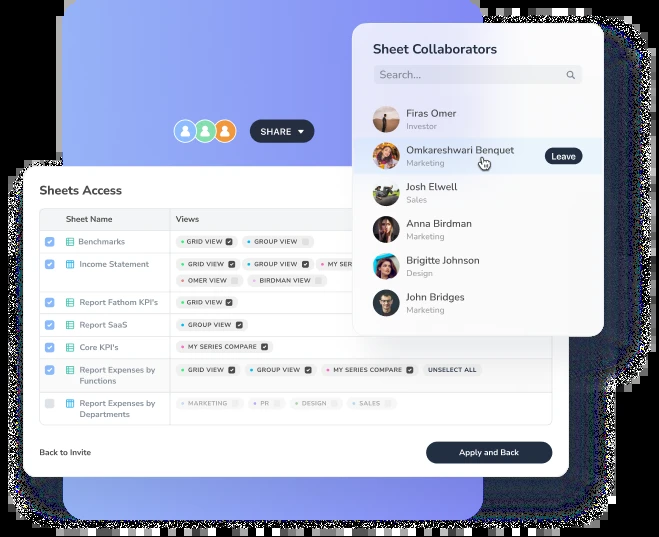 Sheet Collaborators
Search...
Firas Omer
Investor
SHARE
Omkareshwari Benquet
Marketing
Leave
Josh Elwell
Sales
Anna Birdman
Marketing
Brigitte Johnson
Design
John Bridges
Marketing
Sheets Access
Sheet Name Views
Benchmarks GRID VIEW GROUP VIEW
Income Statement GRID VIEW GROUP VIEW MY SER
OMER VIEW BIRDMAN VIEW
Report Fathom KPI's GRID VIEW
Report SaaS GROUP VIEW
Core KPI's MY SERIES COMPARE
Report Expenses by GRID VIEW GROUP VIEW MY SERIES COMPARE UNSELECT ALL
Functions
Report Expenses by MARKETING PR DESIGN SALES
Departments
Back to Invite Apply and Back